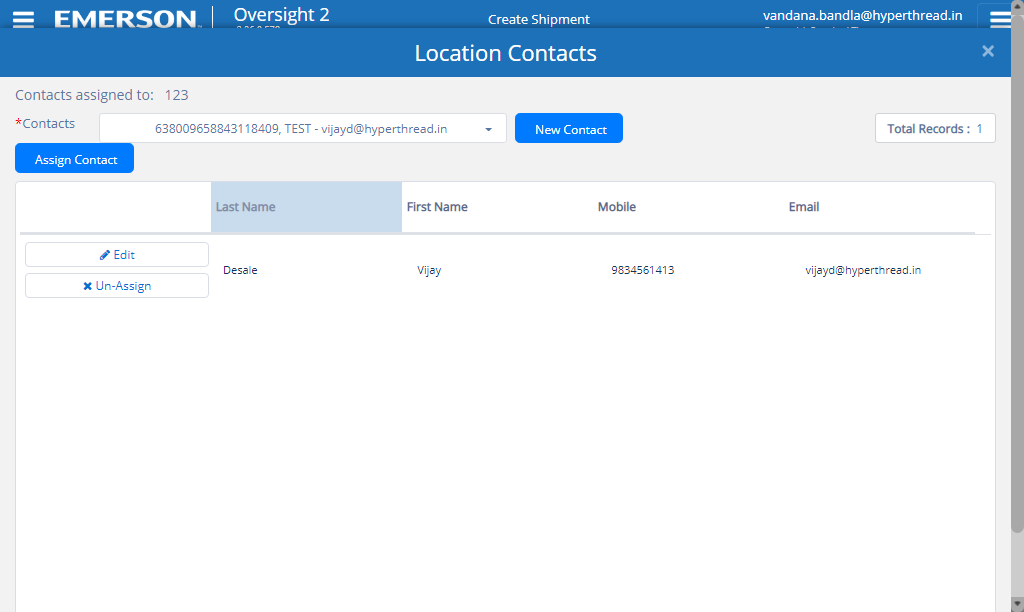 EMERSON
Oversight 2
Create Shipment
vandana.bandla@hyperthread.in
Location Contacts
×
Contacts assigned to: 123
*Contacts
638009658843118409, TEST - vijayd@hyperthread.in
New Contact
Total Records : 1
Assign Contact
Last Name First Name Mobile Email
Edit
Desale Vijay 9834561413 vijayd@hyperthread.in
Un-Assign